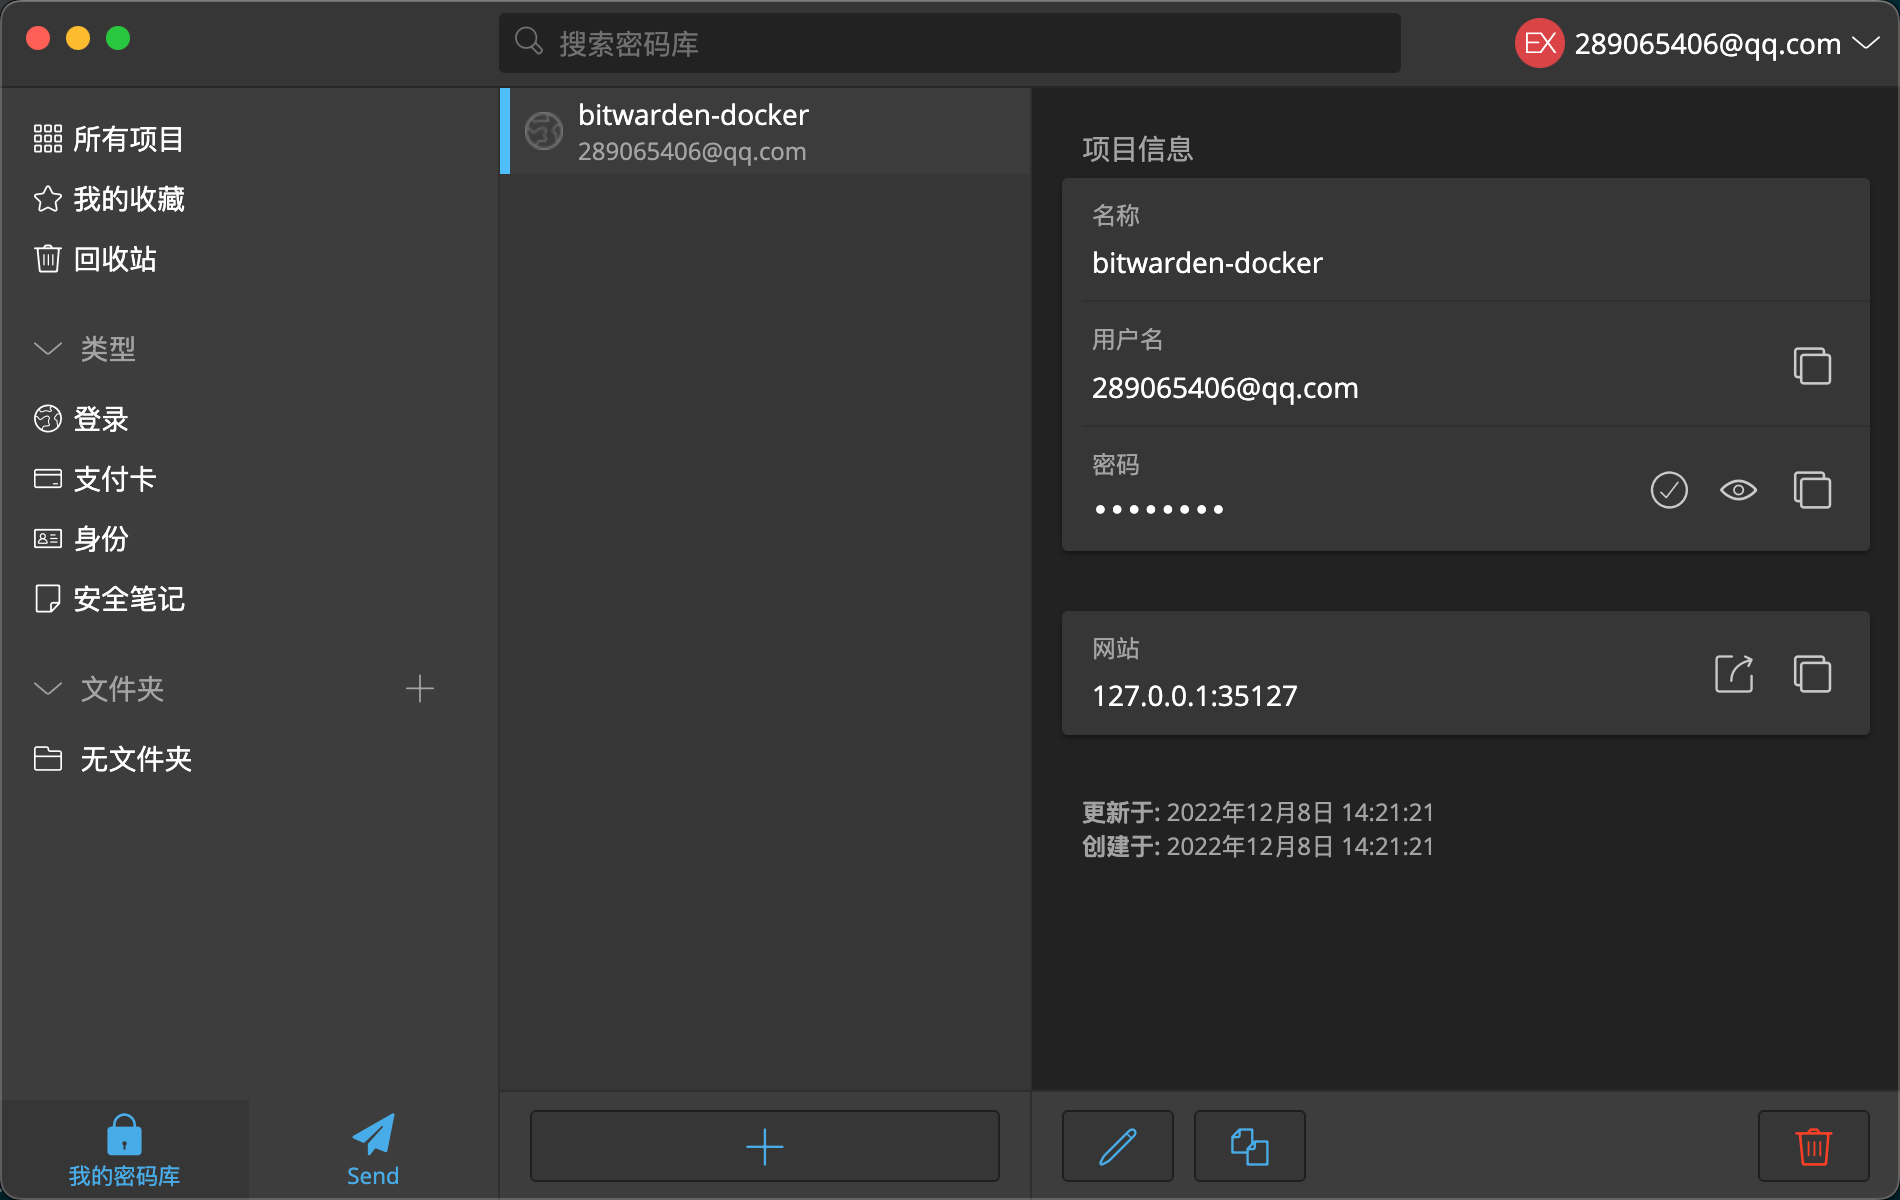 搜索密码库
EX 289065406@qq.com
所有项目
我的收藏
回收站
类型
登录
支付卡
身份
安全笔记
文件夹
无文件夹
我的密码库
Send
bitwarden-docker
289065406@qq.com
项目信息
名称
bitwarden-docker
用户名
289065406@qq.com
密码
••••••••
网站
127.0.0.1:35127
更新于: 2022年12月8日 14:21:21
创建于: 2022年12月8日 14:21:21